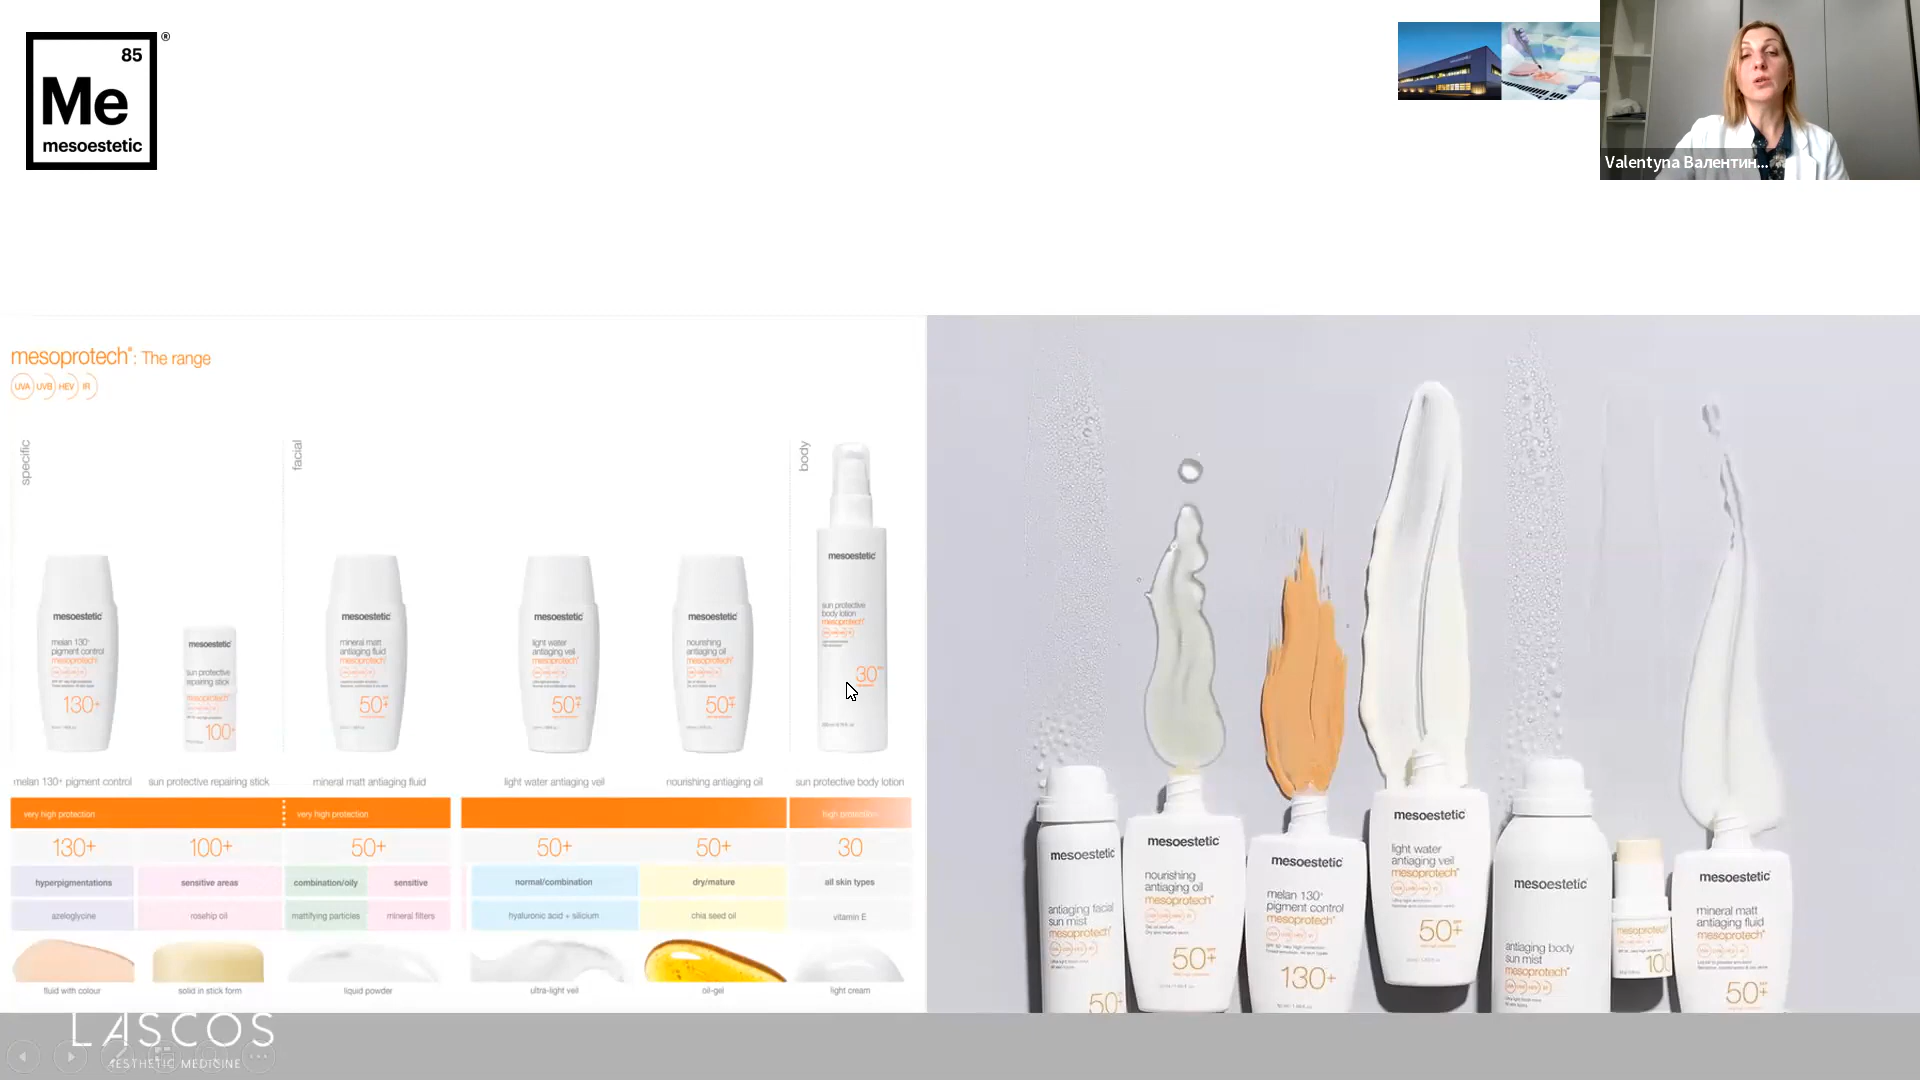 85
Me
mesoestetic
®
Valentyna Валентин...
mesoprotech®: The range
UVA UVB HEV IR
specific
facial
body
mesoestetic®
melan 130+
pigment control
mesoprotech®
130+
mesoestetic®
sun protective
repairing stick
mesoprotech®
100+
mesoestetic®
mineral matt
antiaging fluid
mesoprotech®
50+
mesoestetic®
light water
antiaging veil
mesoprotech®
50+
mesoestetic®
nourishing
antiaging oil
mesoprotech®
50+
mesoestetic®
sun protective
body lotion
mesoprotech®
30
melan 130+ pigment control
sun protective repairing stick
mineral matt antiaging fluid
light water antiaging veil
nourishing antiaging oil
sun protective body lotion
very high protection
very high protection
high protection
130+ 100+ 50+ 50+ 50+ 30
hyperpigmentations sensitive areas combination/oily sensitive normal/combination dry/mature all skin types
azeloglycine rosehip oil mattifying particles mineral filters hyaluronic acid + silicium chia seed oil vitamin E
fluid with colour solid in stick form liquid powder ultra-light veil oil-gel light cream
mesoestetic®
antiaging facial
sun mist
mesoprotech®
50+
mesoestetic®
nourishing
antiaging oil
mesoprotech®
50+
mesoestetic®
melan 130+
pigment control
mesoprotech®
130+
mesoestetic®
light water
antiaging veil
mesoprotech®
50+
mesoestetic®
antiaging body
sun mist
mesoprotech®
mesoprotech®
100
mesoestetic®
mineral matt
antiaging fluid
mesoprotech®
50+
LASCOS
AESTHETIC MEDICINE